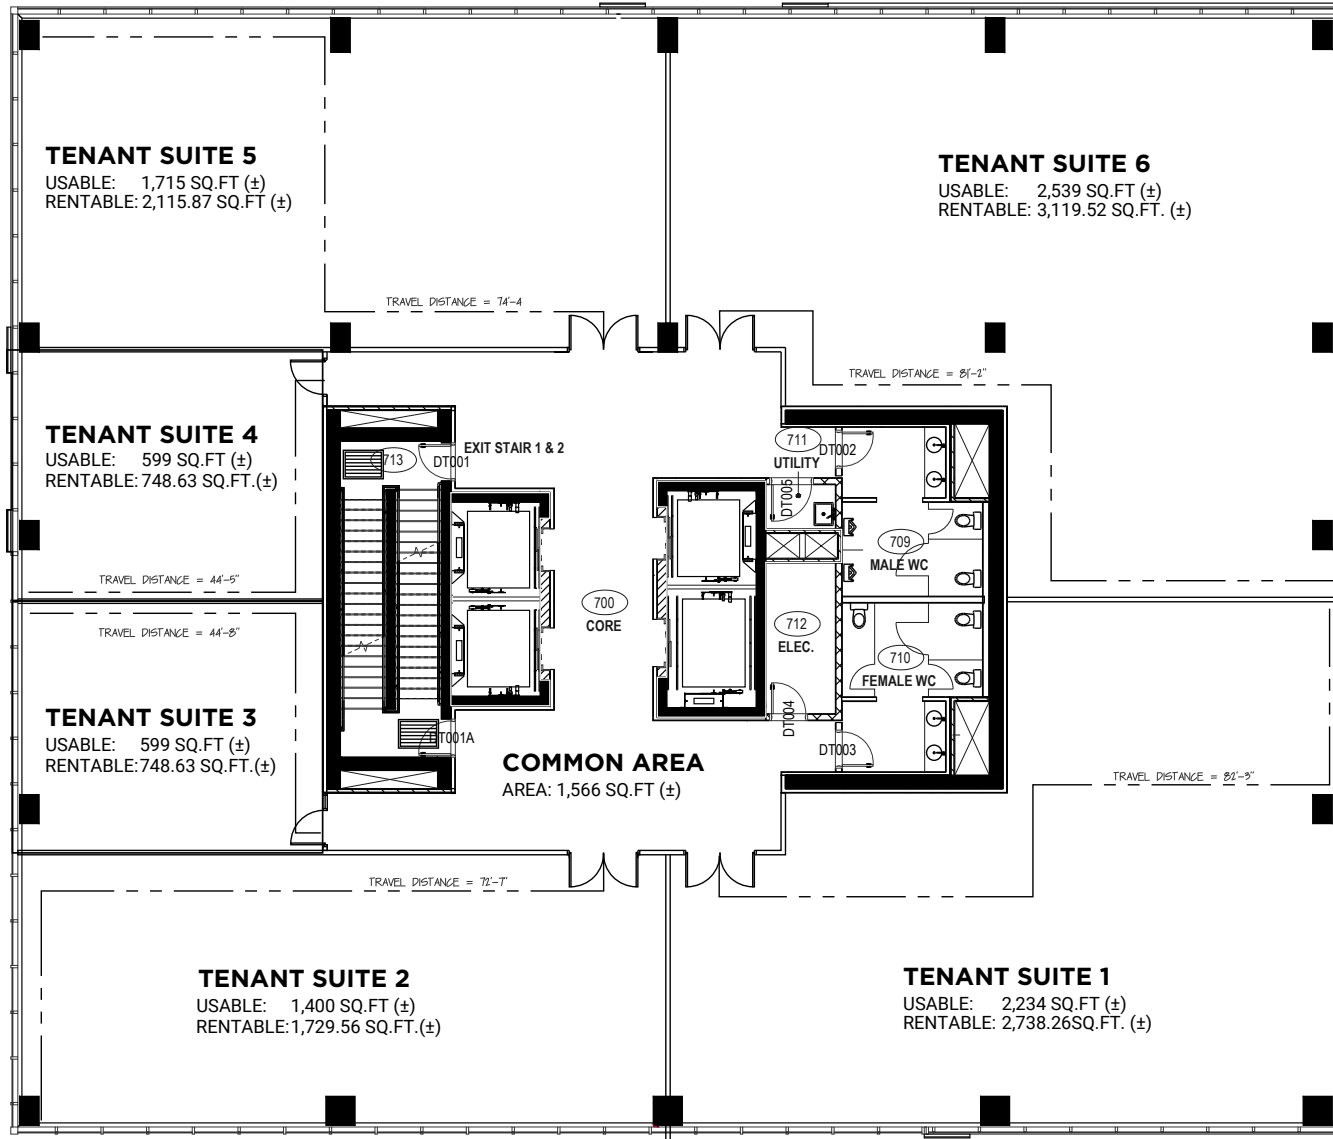 TENANT SUITE 5
USABLE: 1,715 SQ.FT (±)
RENTABLE: 2,115.87 SQ.FT (±)
TENANT SUITE 6
USABLE: 2,539 SQ.FT (±)
RENTABLE: 3,119.52 SQ.FT. (±)
TRAVEL DISTANCE = 74'-4
TRAVEL DISTANCE = 81'-2"
TENANT SUITE 4
USABLE: 599 SQ.FT (±)
RENTABLE: 748.63 SQ.FT.(±)
TRAVEL DISTANCE = 44'-5"
713
DT001
EXIT STAIR 1 & 2
711
UTILITY
DT002
DT005
709
MALE WC
700
CORE
712
ELEC.
710
FEMALE WC
TRAVEL DISTANCE = 44'-8"
TENANT SUITE 3
USABLE: 599 SQ.FT (±)
RENTABLE: 748.63 SQ.FT.(±)
DT001A
DT004
DT003
COMMON AREA
AREA: 1,566 SQ.FT (±)
TRAVEL DISTANCE = 82'-3"
TRAVEL DISTANCE = 72'-7"
TENANT SUITE 2
USABLE: 1,400 SQ.FT (±)
RENTABLE:1,729.56 SQ.FT.(±)
TENANT SUITE 1
USABLE: 2,234 SQ.FT (±)
RENTABLE: 2,738.26SQ.FT. (±)